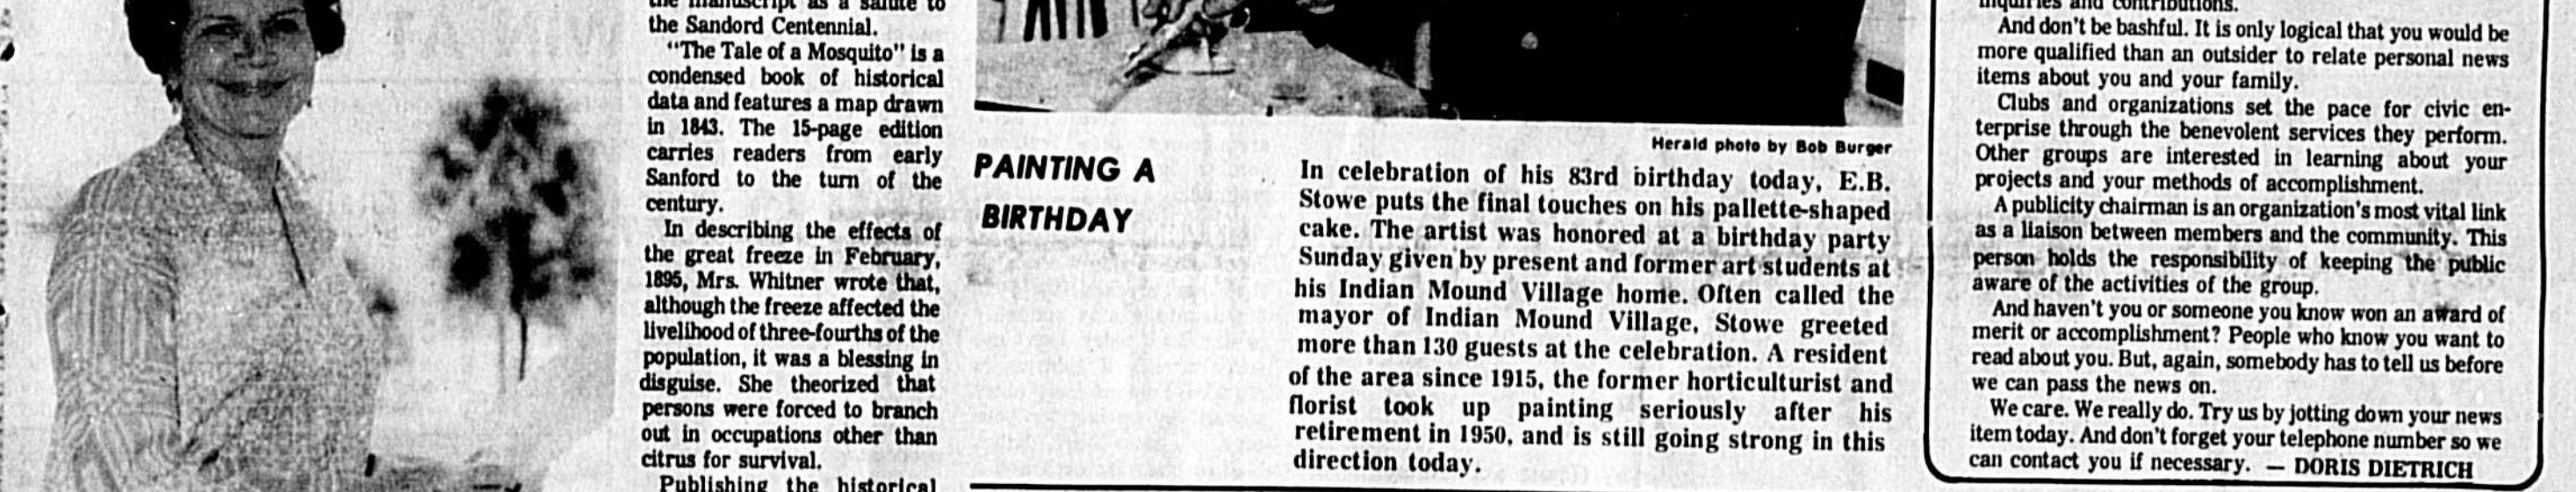 the manuscript as a salute to
the Sandord Centennial.
"The Tale of a Mosquito" is a
condensed book of historical
data and features a map drawn
in 1843. The 15-page edition
carries readers from early
Sanford to the turn of the
century.
In describing the effects of
the great freeze in February,
1895, Mrs. Whitner wrote that,
although the freeze affected the
livelihood of three-fourths of the
population, it was a blessing in
disguise. She theorized that
persons were forced to branch
out in occupations other than
citrus for survival.
Publishing the historical
Herald photo by Bob Burger
PAINTING A
BIRTHDAY
In celebration of his 83rd birthday today, E.B.
Stowe puts the final touches on his pallette-shaped
cake. The artist was honored at a birthday party
Sunday given by present and former art students at
his Indian Mound Village home. Often called the
mayor of Indian Mound Village, Stowe greeted
more than 130 guests at the celebration. A resident
of the area since 1915, the former horticulturist and
florist took up painting seriously after his
retirement in 1950, and is still going strong in this
direction today.
inquiries and contributions.
And don't be bashful. It is only logical that you would be
more qualified than an outsider to relate personal news
items about you and your family.
Clubs and organizations set the pace for civic en-
terprise through the benevolent services they perform.
Other groups are interested in learning about your
projects and your methods of accomplishment.
A publicity chairman is an organization's most vital link
as a liaison between members and the community. This
person holds the responsibility of keeping the public
aware of the activities of the group.
And haven't you or someone you know won an award of
merit or accomplishment? People who know you want to
read about you. But, again, somebody has to tell us before
we can pass the news on.
We care. We really do. Try us by jotting down your news
item today. And don't forget your telephone number so we
can contact you if necessary. — DORIS DIETRICH